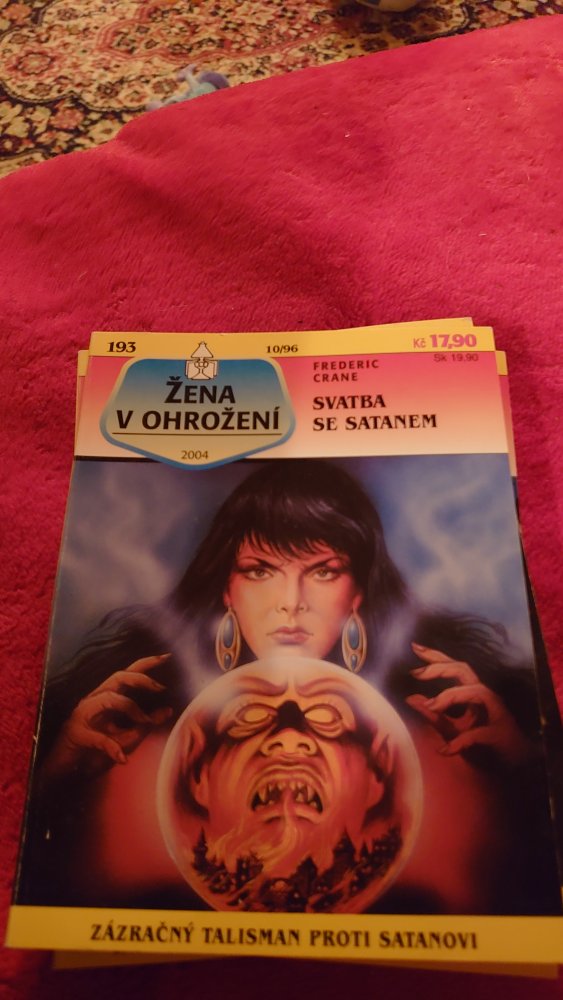 193
10/96
Kč 17,90
Sk 19.90
ŽENA
V OHROŽENÍ
2004
FREDERIC
CRANE
SVATBA
SE SATANEM
ZÁZRAČNÝ TALISMAN PROTI SATANOVI